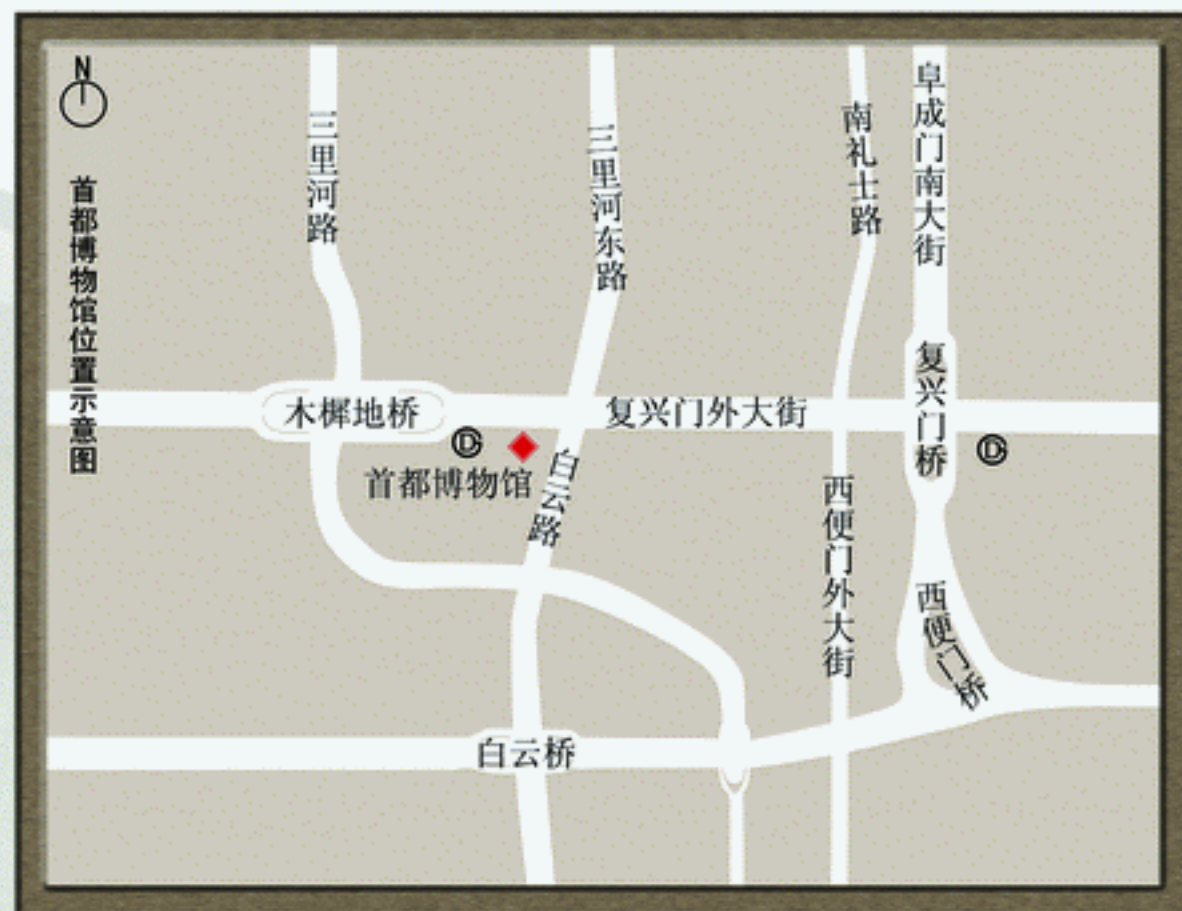 N
首都博物馆位置示意图
三里河路
三里河东路
南礼士路
阜成门南大街
木樨地桥
复兴门外大街
复兴门桥
首都博物馆
白云路
西便门外大街
西便门桥
白云桥